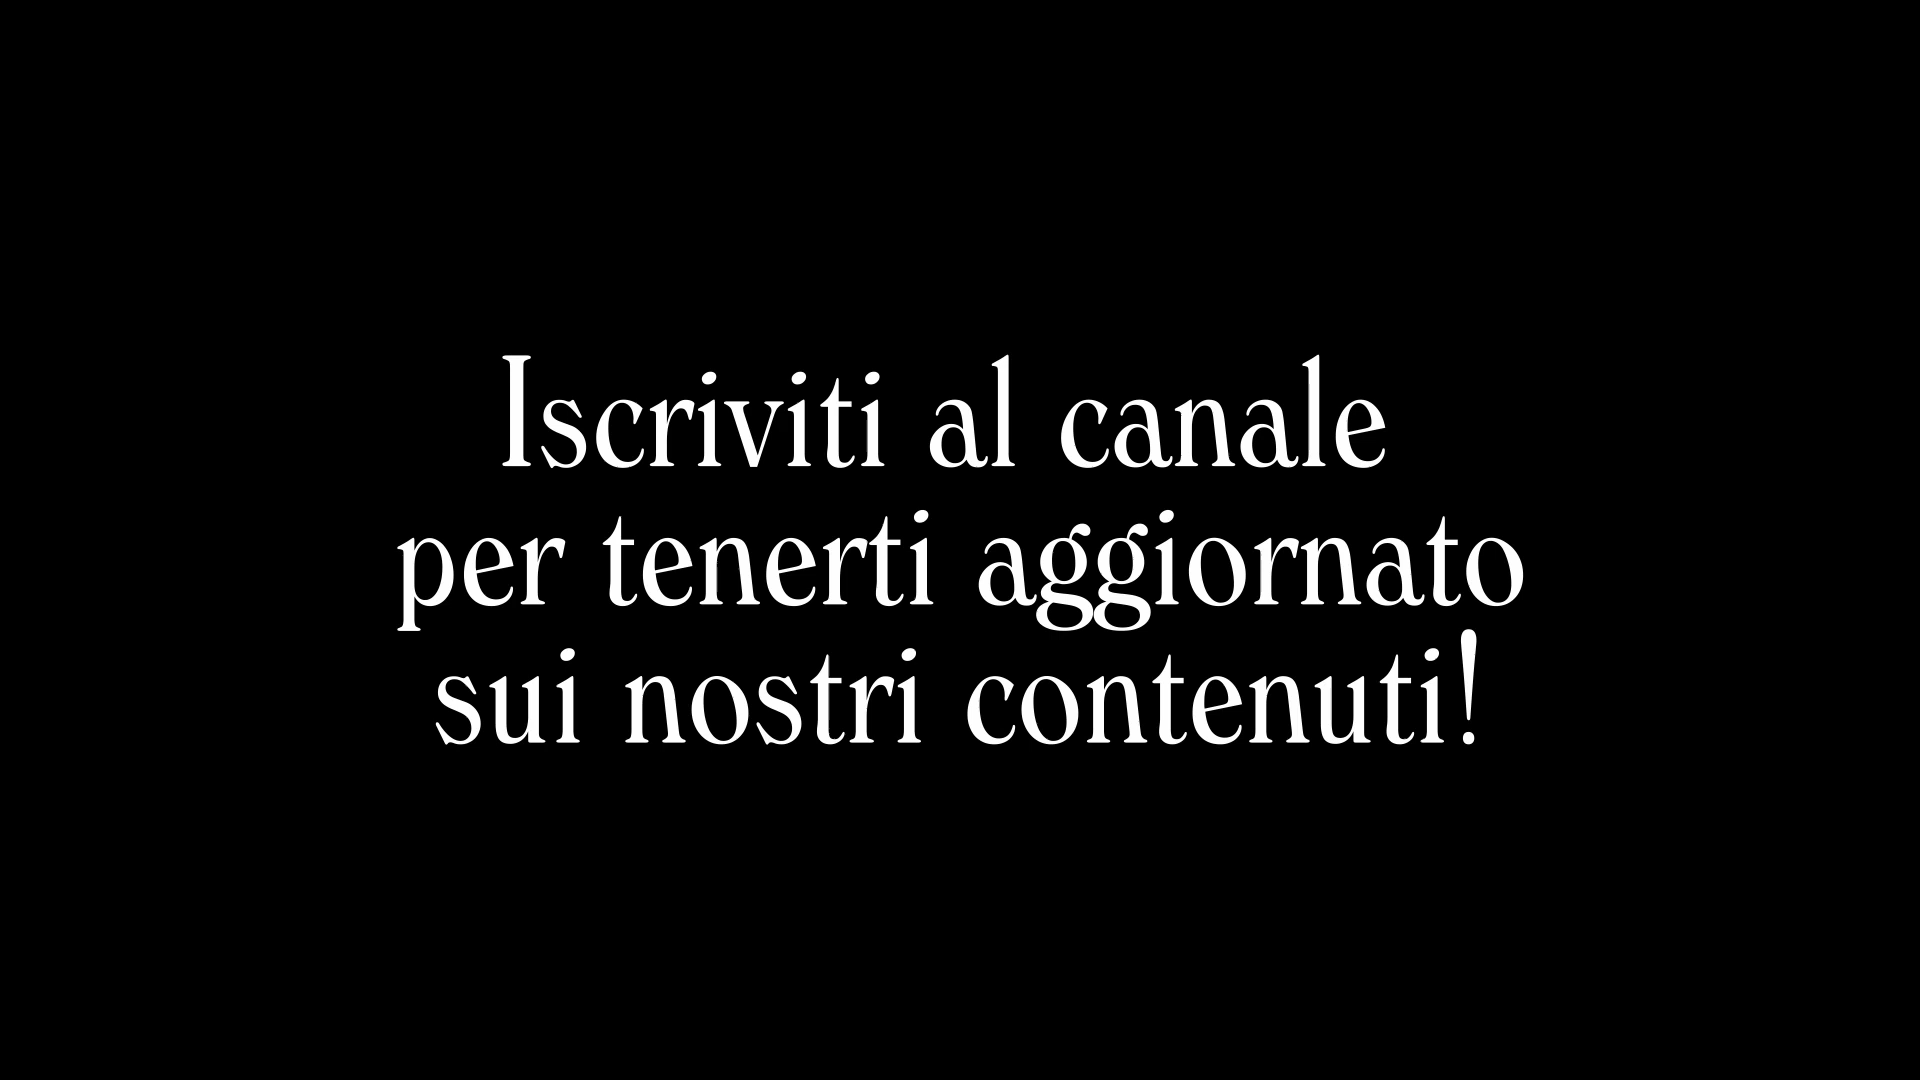 Iscriviti al canale
per tenerti aggiornato
sui nostri contenuti!